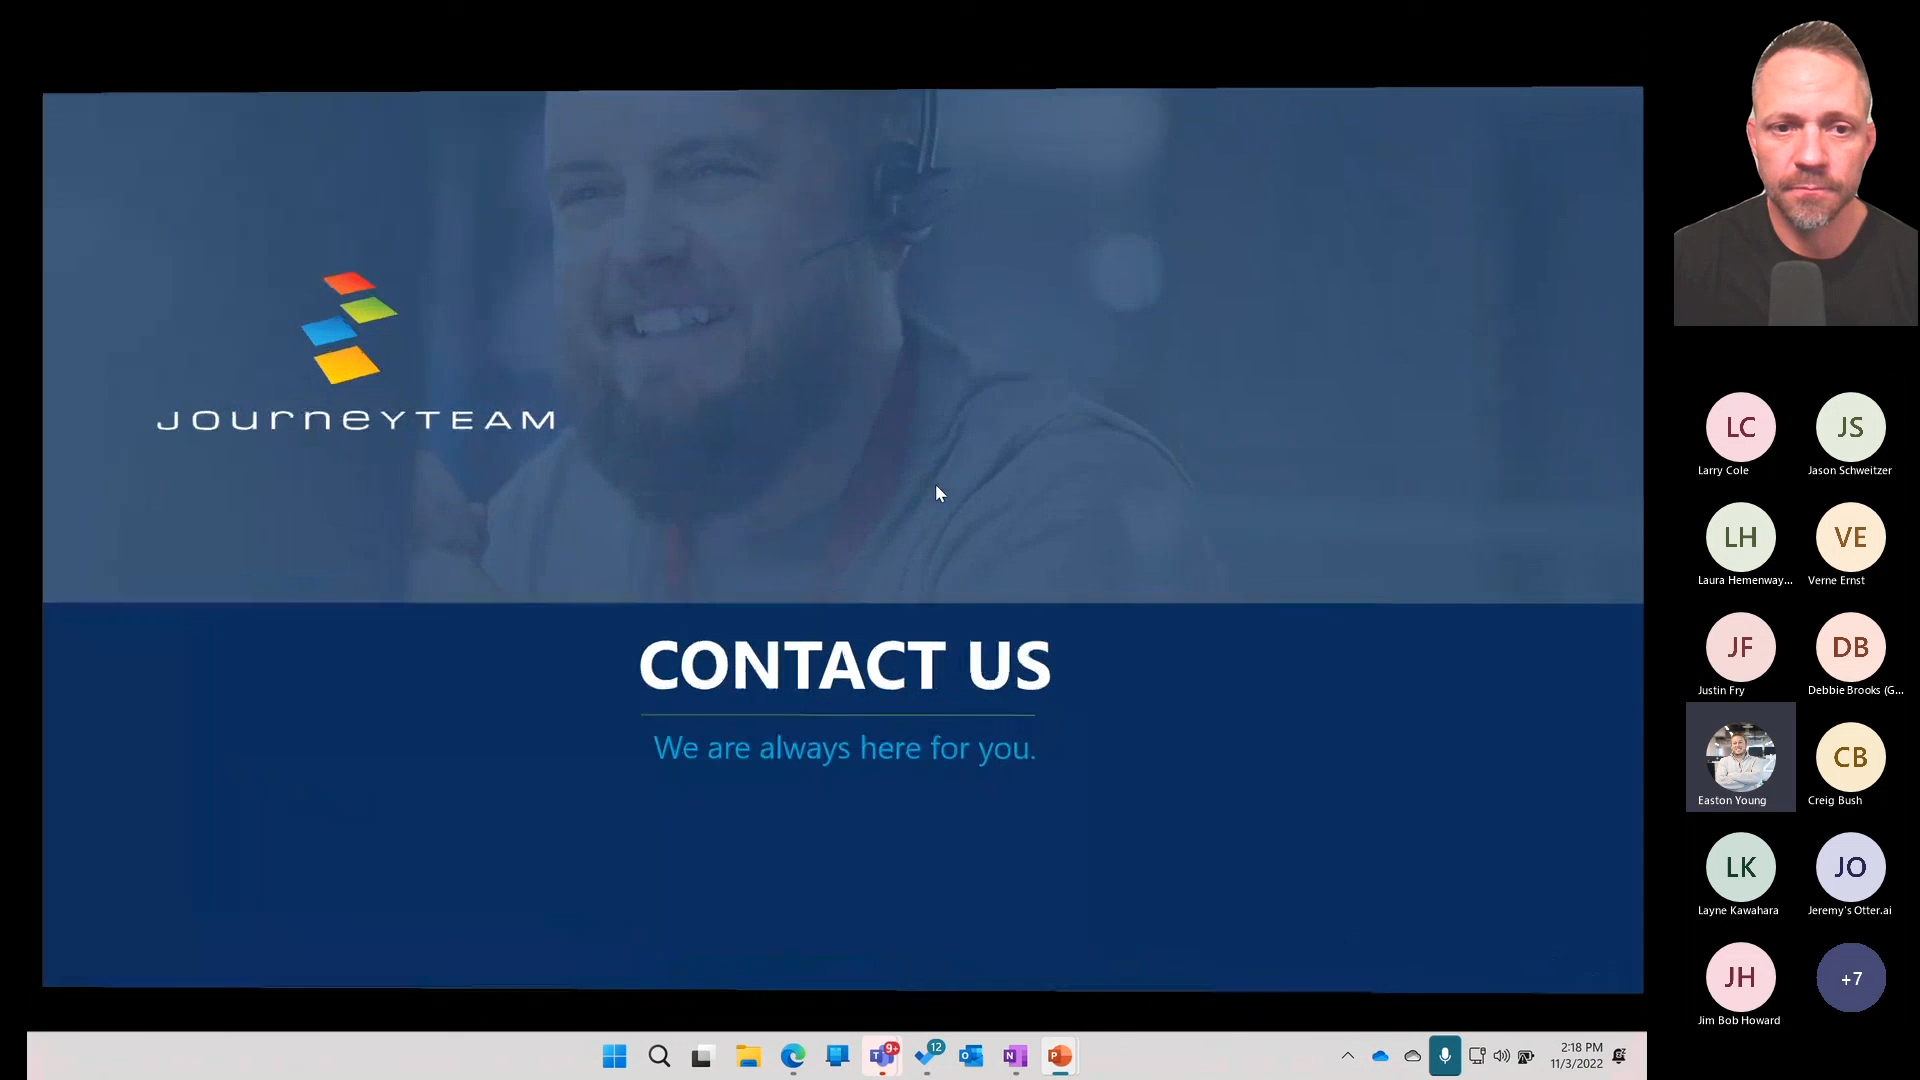 JOURNEYTEAM
CONTACT US
We are always here for you.
LC
JS
Larry Cole
Jason Schweitzer
LH
VE
Laura Hemenway...
Verne Ernst
JF
DB
Justin Fry
Debbie Brooks (G...
Easton Young
CB
Creig Bush
LK
JO
Layne Kawahara
Jeremy's Otter.ai
JH
+7
Jim Bob Howard
9+
12
2:18 PM
11/3/2022